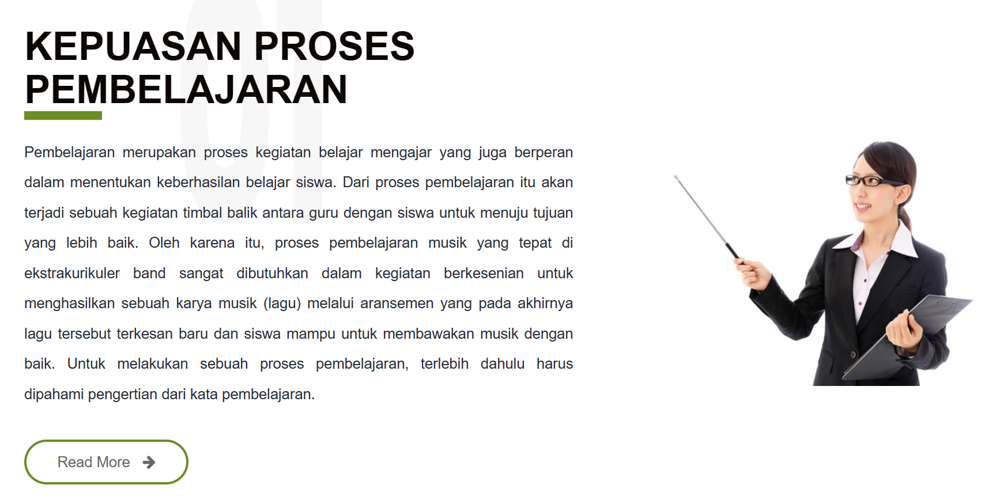 KEPUASAN PROSES
PEMBELAJARAN
Pembelajaran merupakan proses kegiatan belajar mengajar yang juga berperan
dalam menentukan keberhasilan belajar siswa. Dari proses pembelajaran itu akan
terjadi sebuah kegiatan timbal balik antara guru dengan siswa untuk menuju tujuan
yang lebih baik. Oleh karena itu, proses pembelajaran musik yang tepat di
ekstrakurikuler band sangat dibutuhkan dalam kegiatan berkesenian untuk
menghasilkan sebuah karya musik (lagu) melalui aransemen yang pada akhirnya
lagu tersebut terkesan baru dan siswa mampu untuk membawakan musik dengan
baik. Untuk melakukan sebuah proses pembelajaran, terlebih dahulu harus
dipahami pengertian dari kata pembelajaran.
Read More